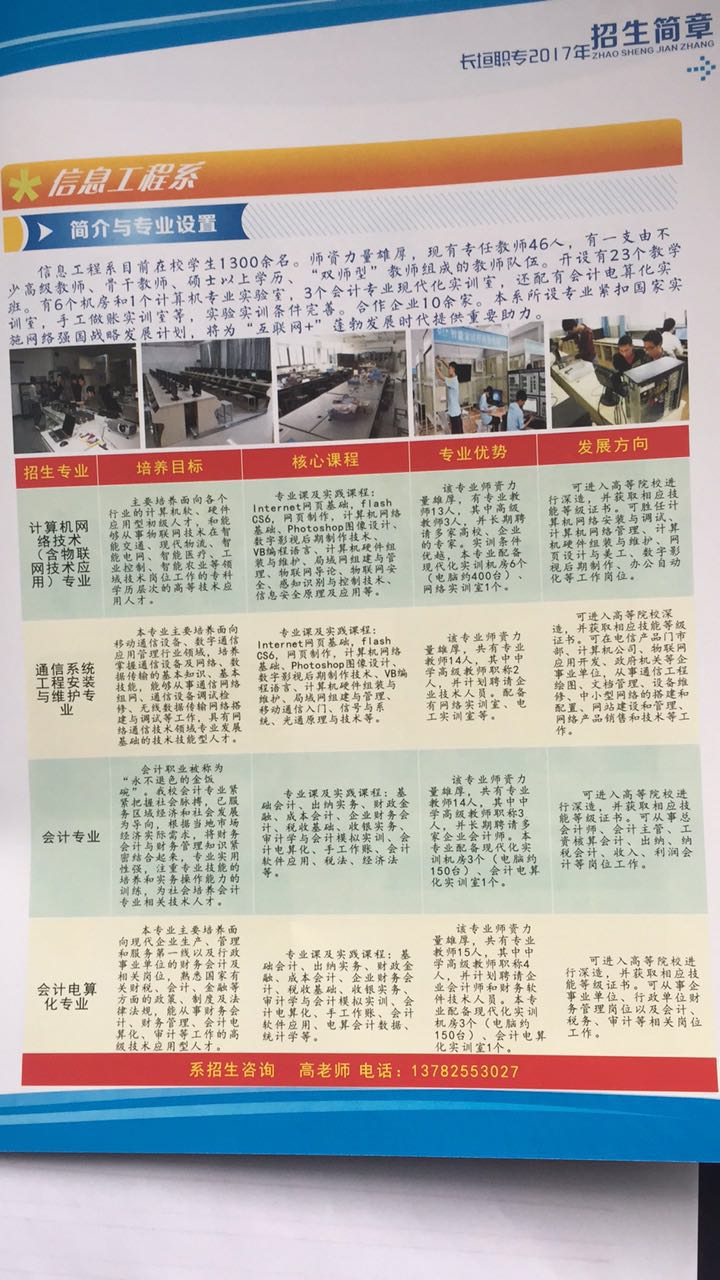 长垣职专2017年招生简章
ZHAO SHENG JIAN ZHANG
信息工程系
简介与专业设置
信息工程系目前在校学生1300余名。师资力量雄厚，现有专任教师46人，有一支由不
少高级教师、骨干教师、硕士以上学历、“双师型”教师组成的教师队伍。开设有23个教学
班。有6个机房和1个计算机专业实验室，3个会计专业现代化实训室，还配有会计电算化实
训室，手工做账实训室等，实验实训条件完善。合作企业10余家。本系所设专业紧扣国家实
施网络强国战略发展计划，将为“互联网+”蓬勃发展时代提供重要助力。
招生专业
培养目标
核心课程
专业优势
发展方向
计算机网
络技术
（含物联
网技术应
用）专业
主要培养面向各个
行业的计算机软、硬件
应用型初级人才，和能
够从事物联网技术在智
能交通、现代物流、智
能电网、智能医疗、工
业控制、智能农业等领
域技术岗位工作的专科
学历层次的高等技术应
用人才。
专业课及实践课程：
Internet网页基础，flash
CS6，网页制作，计算机网络
基础、Photoshop图像设计、
数字影视后期制作技术、
VB编程语言、计算机硬件组
装与维护、局域网组建与管
理、物联网导论、物联网安
全、感知识别与控制技术、
信息安全原理及应用等。
该专业师资力
量雄厚，有专业教
师13人，其中高级
教师3人，并长期聘
请多家高校、企业
的专家。实训条件
优越，本专业配备
现代化实训机房6个
（电脑约400台）、
网络实训室1个。
可进入高等院校进
行深造，并获取相应技
能等级证书。可胜任计
算机网络安装与调试、
计算机网络管理、计算
机硬件组装与维护、网
页设计与美工、数字影
视后期制作、办公自动
化等工作岗位。
通信系统
工程安装
与维护专
业
本专业主要培养面向
移动通信设备、数字通信
应用管理行业领域，培养
掌握通信设备及网络、数
据传输的基本知识、基本
技能，能够从事通信网络
组网、通信设备调试检
修、无线数据传输网络搭
建与调试等工作，具有网
络通信技术领域专业发展
基础的技术技能型人才。
专业课及实践课程：
Internet网页基础，flash
CS6，网页制作，计算机网络
基础、Photoshop图像设计、
数字影视后期制作技术、VB编
程语言、计算机硬件组装与
维护、局域网组建与管理、
移动通信入门、信号与系
统、光通原理与技术等。
该专业师资力
量雄厚，共有专业
教师14人，其中中
学高级教师职称2
人，并计划聘请企
业技术人员。配备
有网络实训室、电
工实训室等。
可进入高等院校深
造，并获取相应技能等级
证书。可在电信产品门市
部、计算机公司、物联网
应用开发、政府机关等企
事业单位，从事通信工程
绘图、文档管理、设备维
修、中小型网络的搭建和
配置、网站建设和管理、
网络产品销售和技术等工
作。
会计专业
会计职业被称为
“永不退色的金饭
碗”。我校会计专业紧
紧把握社会脉搏，已服
务区域经济和社会发展
为导向，根据当地市场
经济实际需求，将财务
会计与财务管理知识紧
密结合起来，专业实用
性强，注重专业技能的
培养和实务操作能力的
训练，为社会培养会计
专业相关技术人才。
专业课及实践课程：基
础会计、出纳实务、财政金
融、成本会计、企业财务会
计、税收基础、收银实务、
审计学与会计模拟实训、会
计电算化、手工作账、会计
软件应用、税法、经济法
等。
该专业师资力
量雄厚，共有专业
教师14人，其中中
学高级教师职称3
人，并长期聘请多
家企业会计师。本
专业配备现代化实
训机房3个（电脑约
150台）、会计电算
化实训室1个。
可进入高等院校进
行深造，并获取相应技
能等级证书。可从事总
会计师、会计主管、工
资核算会计、出纳、纳
税会计、收入、利润会
计等岗位工作。
会计电算
化专业
本专业主要培养面
向现代企业生产、管理
和服务第一线以及行政
事业单位的财务会计及
相关岗位，熟悉国家有
关财税、会计、金融等
方面的政策、制度及法
律法规，能从事财务会
计、财务管理、会计电
算化、审计等工作的高
级技术应用型人才。
专业课及实践课程：基
础会计、出纳实务、财政金
融、成本会计、企业财务会
计、税收基础、收银实务、
审计学与会计模拟实训、会
计电算化、手工作账、会计
软件应用、电算会计数据、
统计学等。
该专业师资力
量雄厚，共有专业
教师15人，其中中
学高级教师职称4
人，并计划聘请企
业会计师和财务软
件技术人员。本专
业配备现代化实训
机房3个（电脑约
150台）、会计电算
化实训室1个。
可进入高等院校进
行深造，并获取相应技
能等级证书。可从事企
事业单位、行政单位财
务管理岗位以及会计、
税务、审计等相关岗位
工作。
系招生咨询 高老师 电话：13782553027